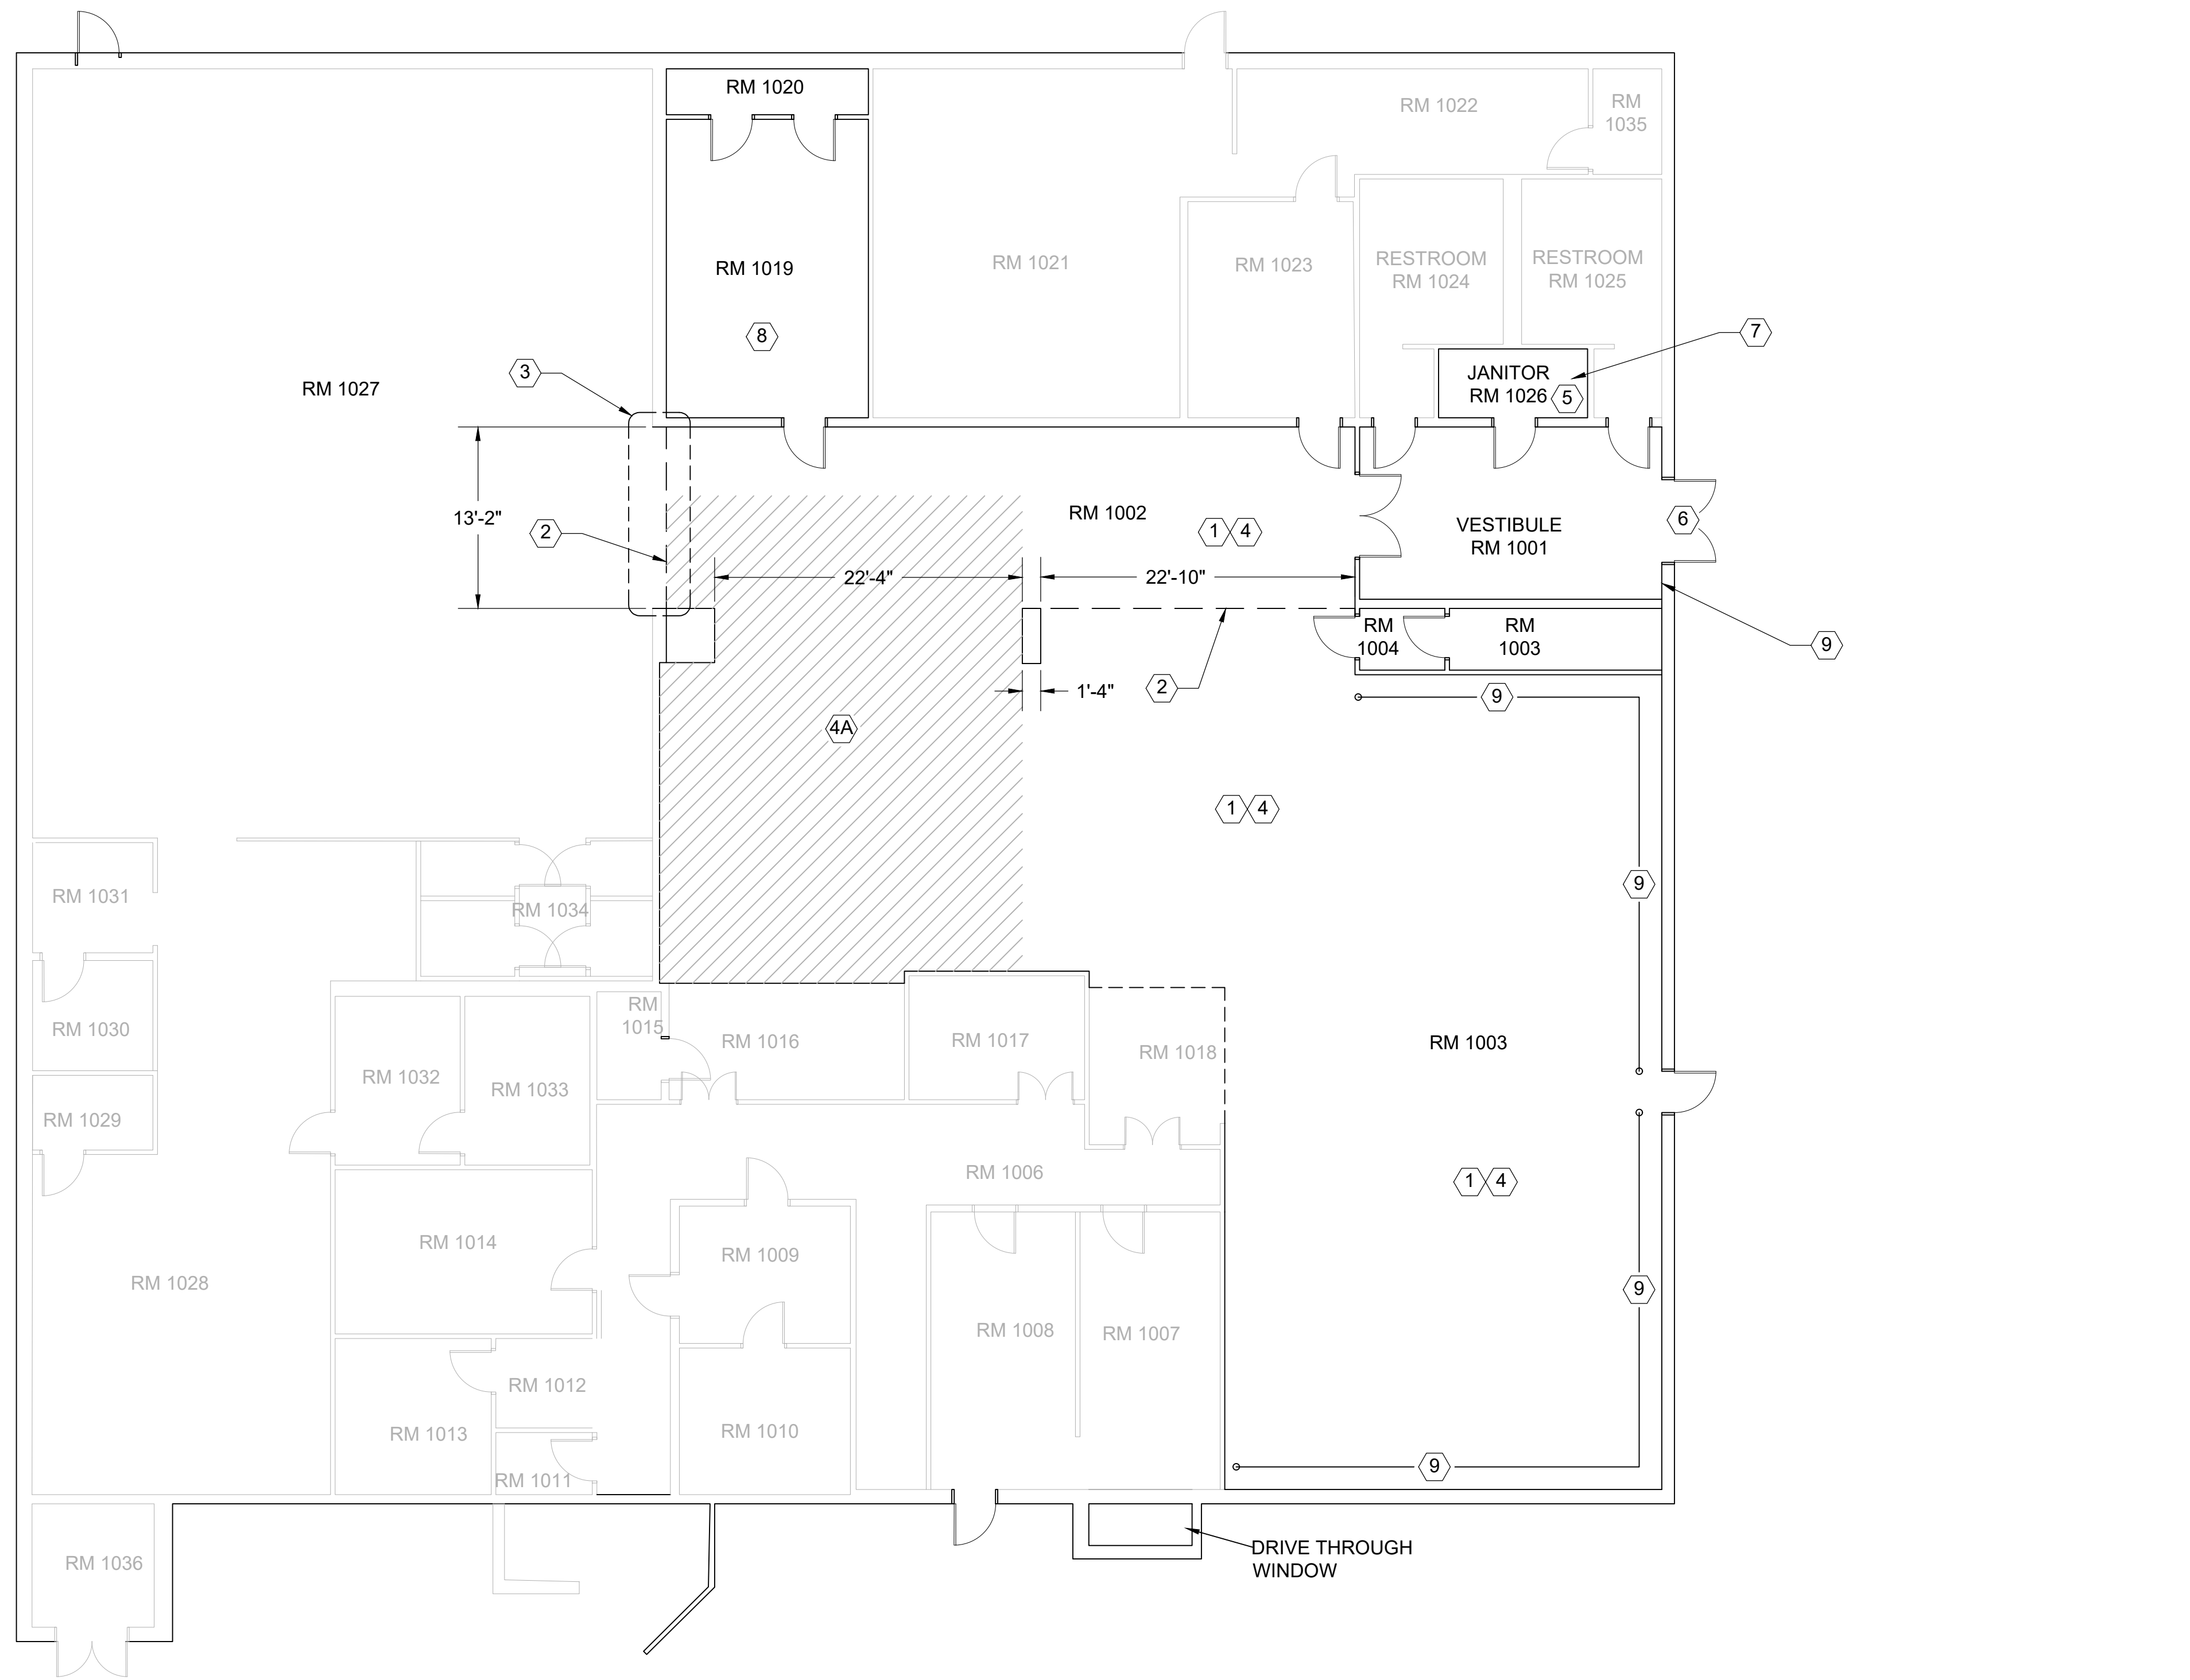 RM 1020
RM 1022
RM
1035
RM 1019
RM 1021
RM 1023
RESTROOM
RM 1024
RESTROOM
RM 1025
8
7
3
RM 1027
JANITOR
RM 1026
5
13'-2"
2
RM 1002
1
4
VESTIBULE
RM 1001
6
22'-4"
22'-10"
RM
1004
RM
1003
9
1'-4"
2
9
4A
1
4
9
RM 1031
RM 1034
RM 1030
RM
1015
RM 1016
RM 1017
RM 1018
RM 1003
RM 1032
RM 1033
RM 1029
RM 1006
1
4
RM 1014
RM 1009
RM 1028
9
RM 1008
RM 1007
RM 1012
RM 1013
RM 1010
RM 1011
9
DRIVE THROUGH
WINDOW
RM 1036